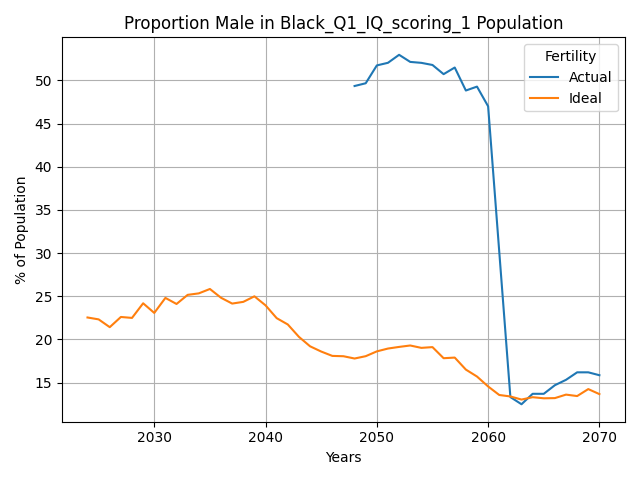 Proportion Male in Black_Q1_IQ_scoring_1 Population
Fertility
Actual
Ideal
% of Population
50
45
40
35
30
25
20
15
2030
2040
2050
2060
2070
Years